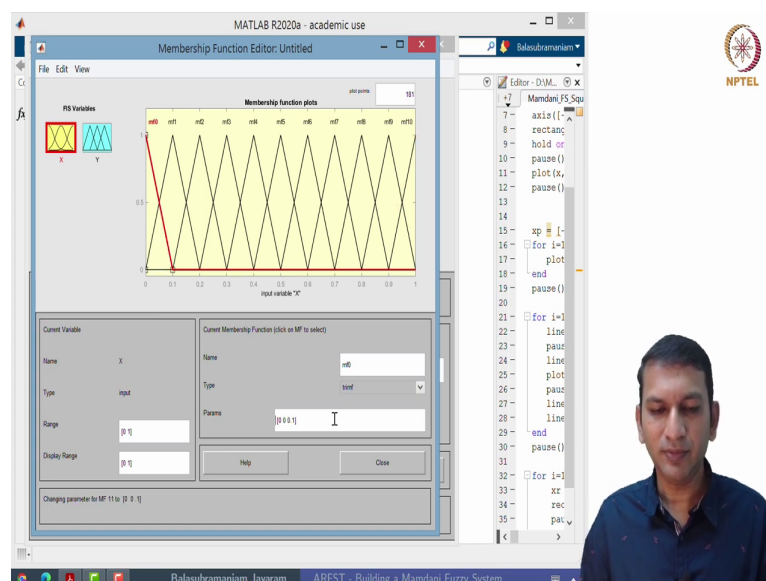 MATLAB R2020a - academic use
Membership Function Editor: Untitled
Balasubramaniam
File Edit View
FIS Variables
X
Y
plot points
181
Membership function plots
mf0 mf1 mf2 mf3 mf4 mf5 mf6 mf7 mf8 mf9 mf10
1
0.5
0
0 0.1 0.2 0.3 0.4 0.5 0.6 0.7 0.8 0.9 1
input variable "X"
Current Variable
Name X
Type input
Range [0 1]
Display Range [0 1]
Current Membership Function (click on MF to select)
Name mf0
Type trimf
Params [0 0 0.1]
Help
Close
Changing parameter for MF 11 to [0 0 .1]
fx
Editor - D:\M...
+7 Mamdani_FS_Squ
7 - axis([-
8 - rectang
9 - hold on
10 - pause()
11 - plot(x,
12 - pause()
13
14
15 - xp = [-
16 - for i=1
17 - plot
18 - end
19 - pause()
20
21 - for i=1
22 - line
23 - paus
24 - line
25 - plot
26 - paus
27 - line
28 - line
29 - end
30 - pause()
31
32 - for i=1
33 - xr
34 - rec
35 - pau
NPTEL
Balasubramaniam Jayaram
AREST - Building a Mamdani Fuzzy System